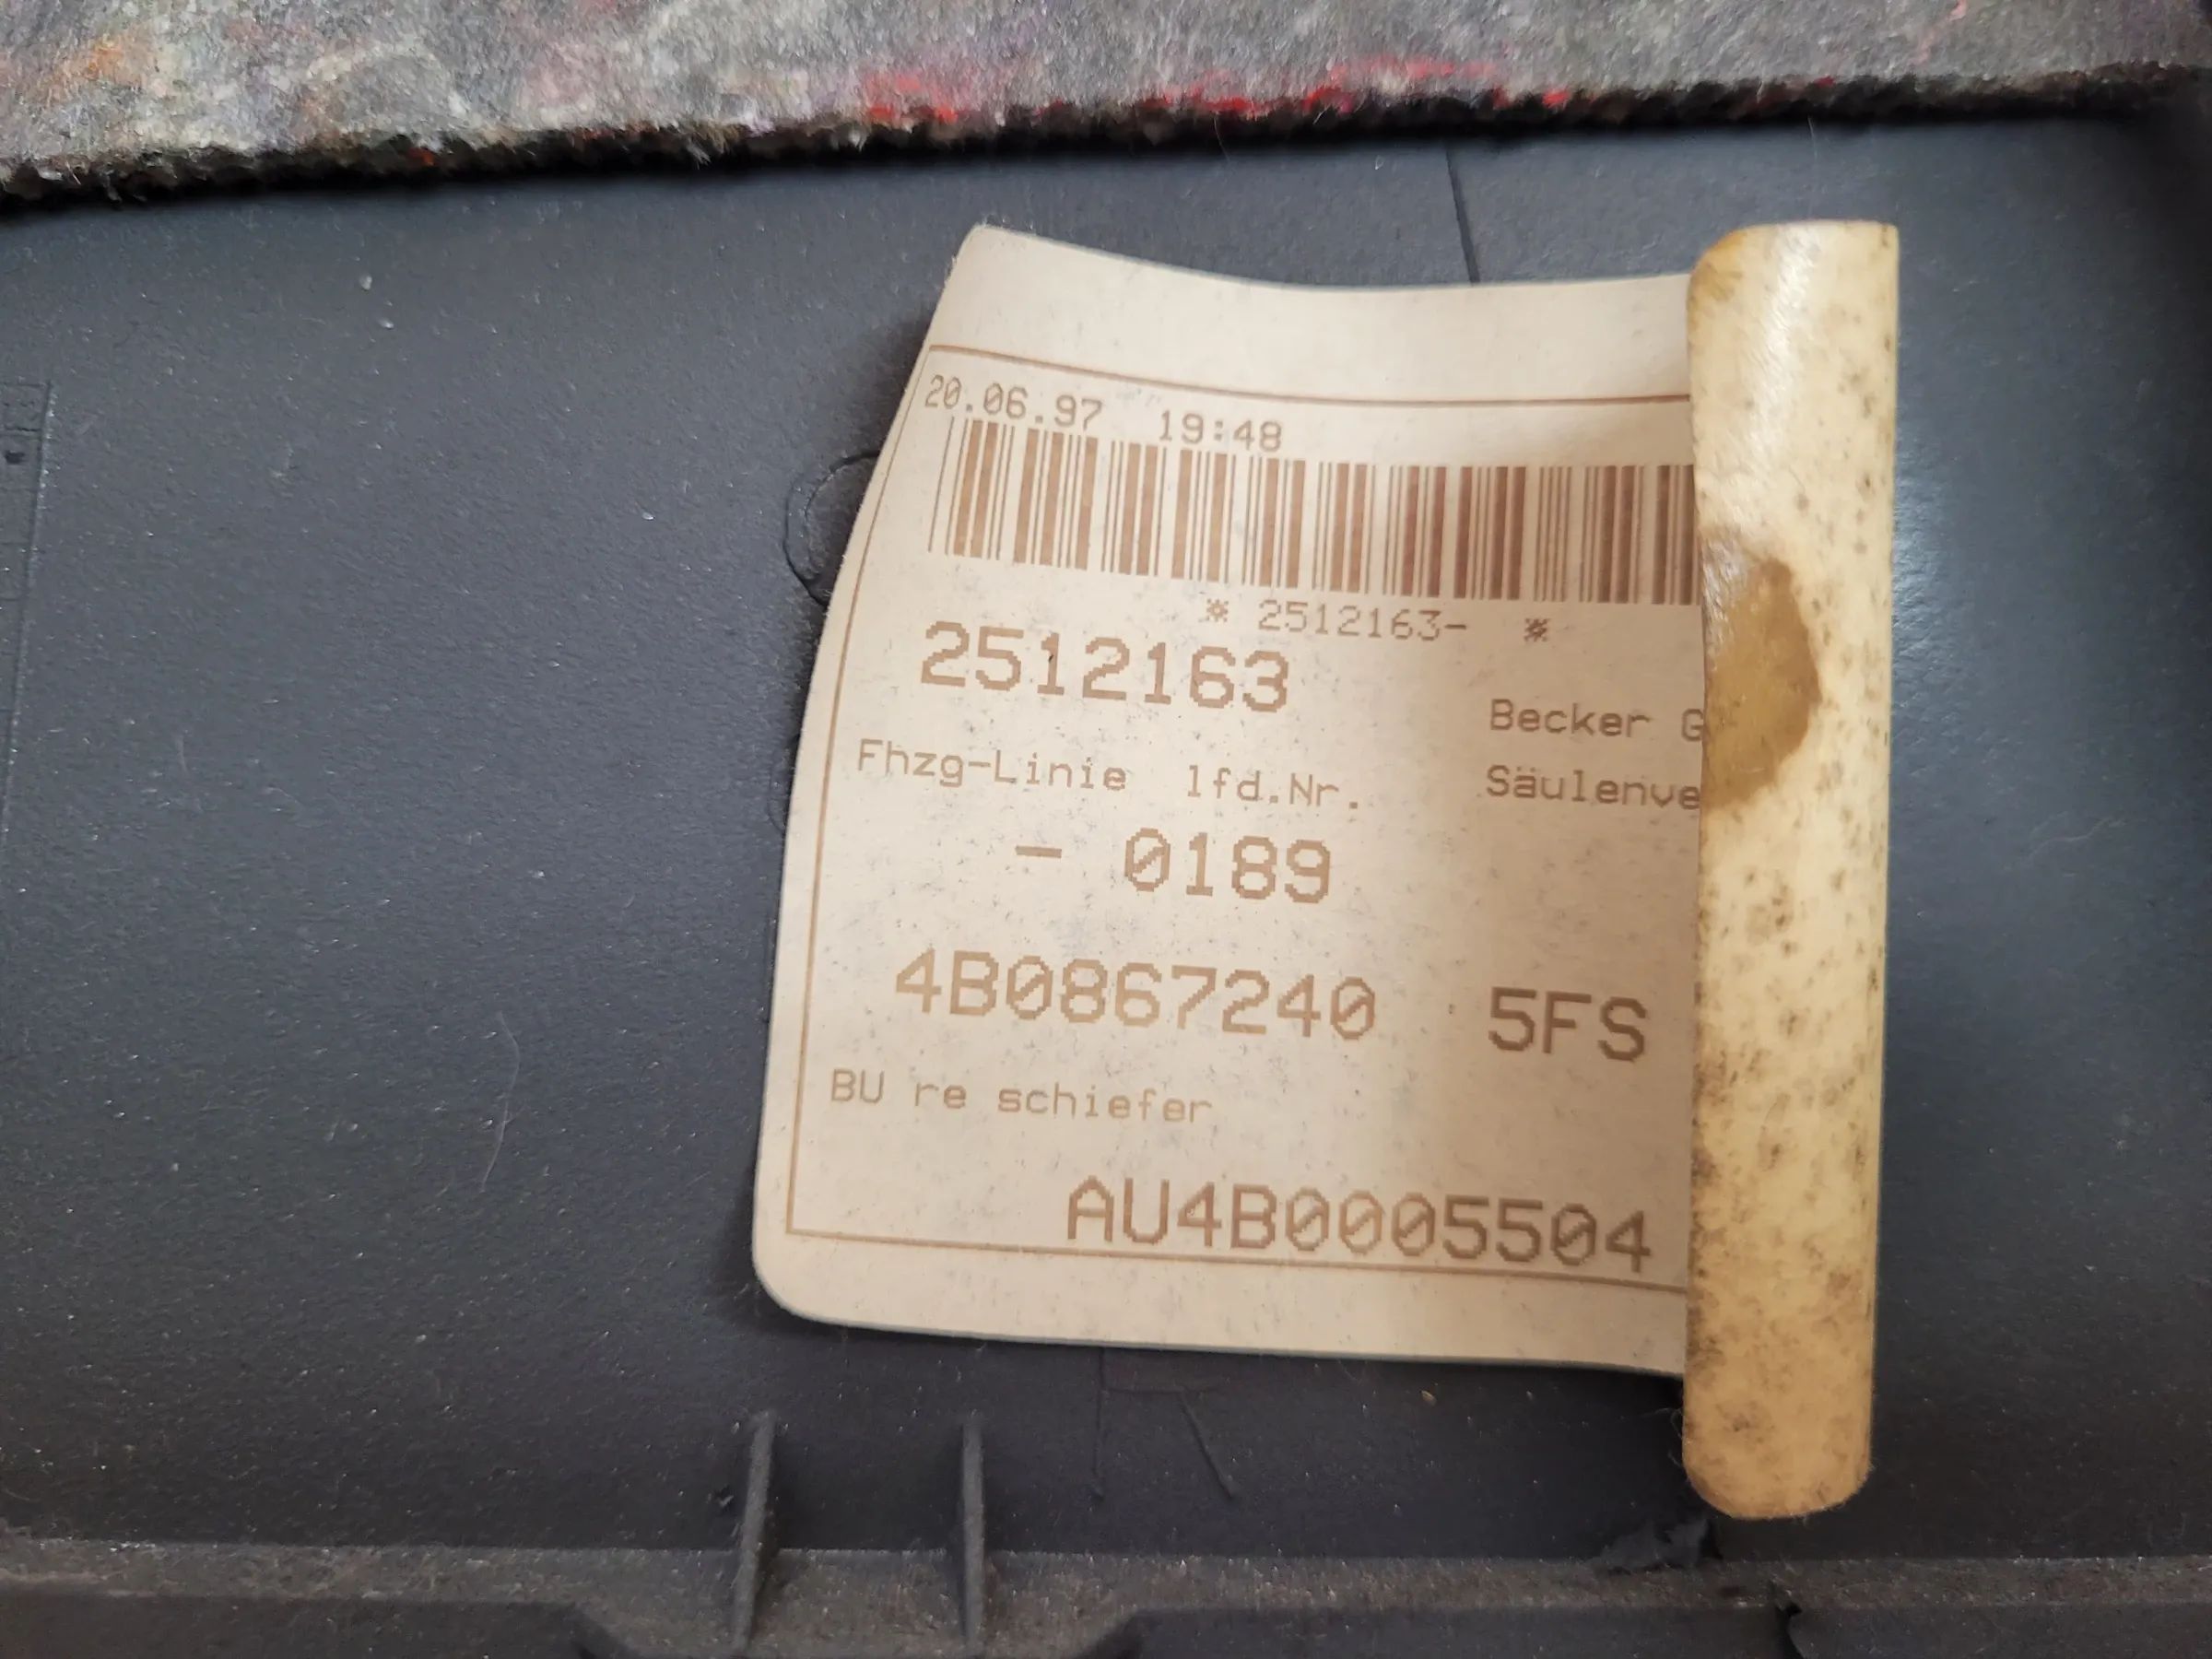 20.06.97 19:48
* 2512163- *
2512163
Becker G
Fhzg-Linie lfd.Nr.
Säulenve
- 0189
4B0867240 5FS
BU re schiefer
AU4B0005504